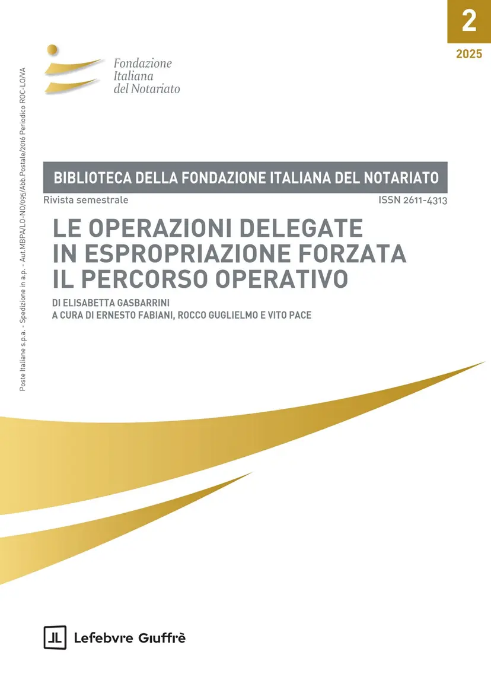 2
2025
Fondazione
Italiana
del Notariato
BIBLIOTECA DELLA FONDAZIONE ITALIANA DEL NOTARIATO
Rivista semestrale
ISSN 2611-4313
LE OPERAZIONI DELEGATE
IN ESPROPRIAZIONE FORZATA
IL PERCORSO OPERATIVO
DI ELISABETTA GASBARRINI
A CURA DI ERNESTO FABIANI, ROCCO GUGLIELMO E VITO PACE
Poste Italiane s.p.a. - Spedizione in a.p. - Aut.MBPA/LO-NO/095/Abb.Postale/2016 Periodico ROC-LO/VA
Lefebvre Giuffrè